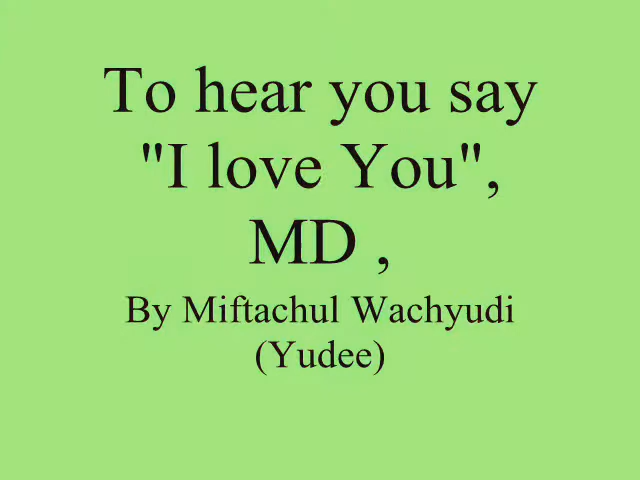 To hear you say
"I love You",
MD ,
By Miftachul Wachyudi
(Yudee)